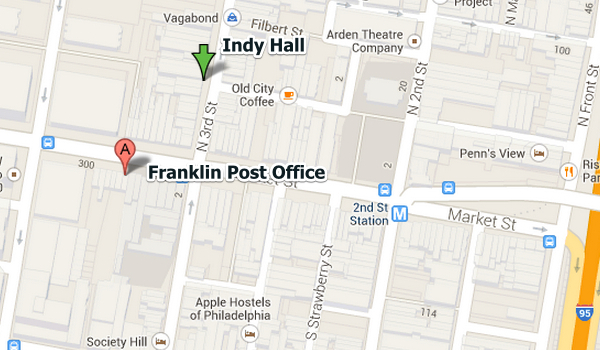 Vagabond
Filbert St
Indy Hall
Arden Theatre
Company
Project
100
N 3rd St
Old City
Coffee
2
20
N 2nd St
N Front St
A
300
Franklin Post Office
Penn's View
2nd St
Station
M
Market St
S Strawberry St
2
Apple Hostels
of Philadelphia
114
95
Society Hill